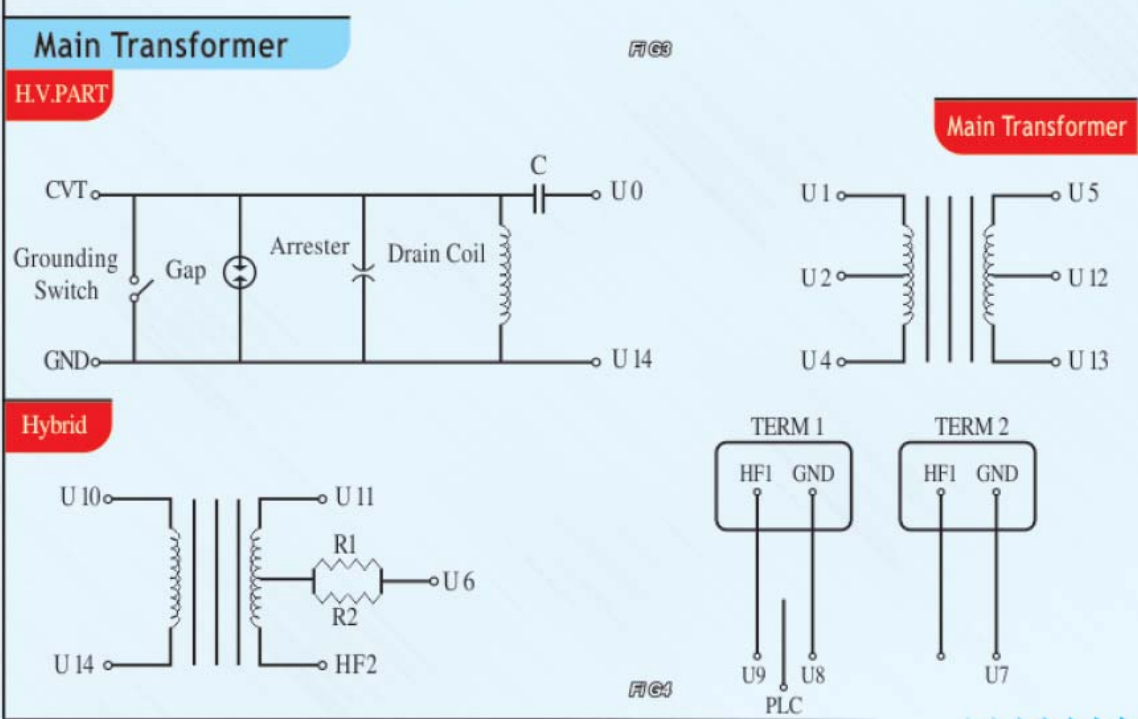 Main Transformer
FIG3
H.V.PART
Main Transformer
CVT
C
U 0
Grounding
Switch
Gap
Arrester
Drain Coil
GND
U 14
U 1
U 5
U 2
U 12
U 4
U 13
Hybrid
U 10
U 11
R1
R2
U 6
U 14
HF2
TERM 1
HF1 GND
U9 U8
PLC
TERM 2
HF1 GND
U7
FIG4